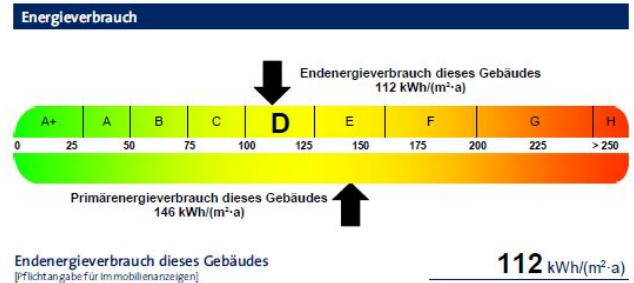 Energieverbrauch
Endenergieverbrauch dieses Gebäudes
112 kWh/(m²·a)
A+ A B C D E F G H
0 25 50 75 100 125 150 175 200 225 > 250
Primärenergieverbrauch dieses Gebäudes
146 kWh/(m²·a)
Endenergieverbrauch dieses Gebäudes
[Pflichtangabe für Immobilienanzeigen]
112 kWh/(m²·a)